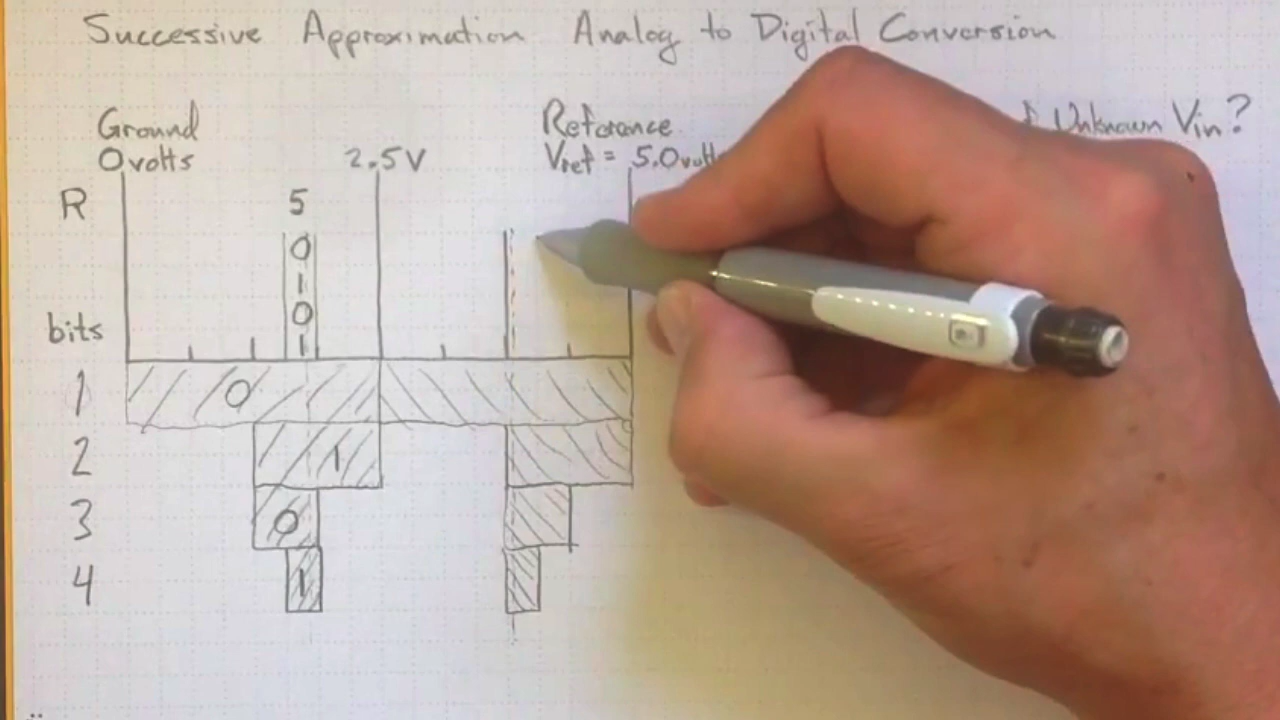 Successive Approximation Analog to Digital Conversion
Ground
0 volts
2.5V
Reference
Vref = 5.0volts
Unknown Vin?
R
5
0
1
0
1
bits
1
0
2
1
3
0
4
1